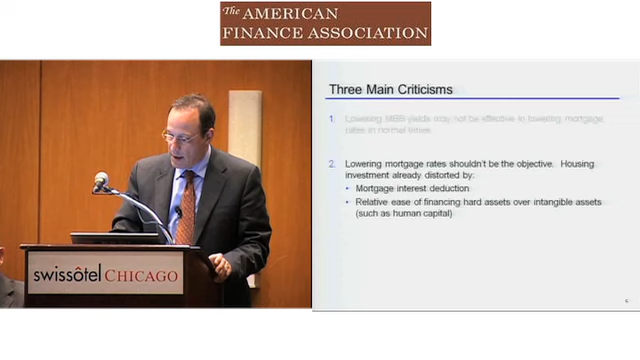 The AMERICAN
FINANCE ASSOCIATION
Three Main Criticisms
1. Lowering MBS yields may not be effective in lowering mortgage
rates in normal times.
2. Lowering mortgage rates shouldn't be the objective. Housing
investment already distorted by:
• Mortgage interest deduction
• Relative ease of financing hard assets over intangible assets
(such as human capital)
swissôtel CHICAGO